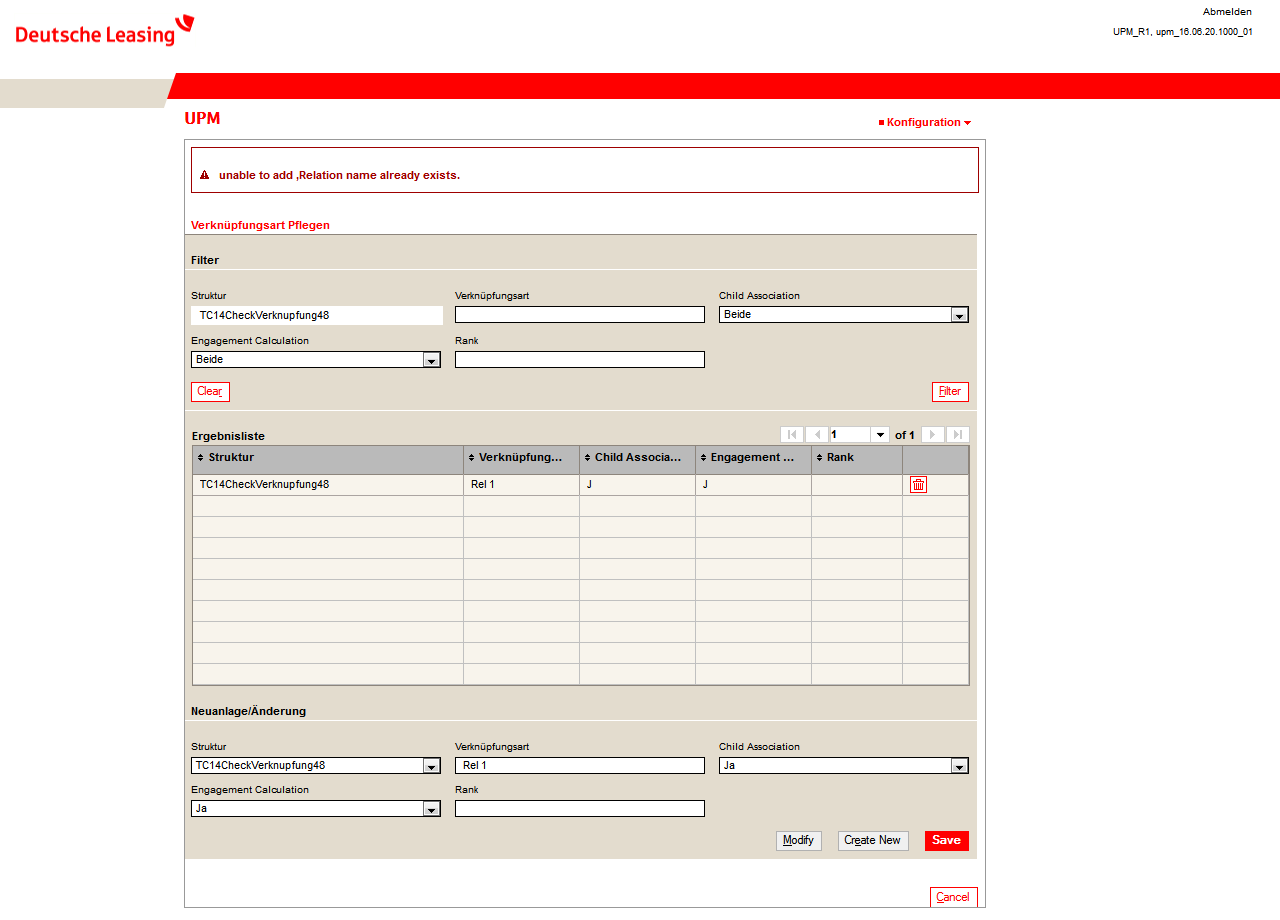 Deutsche Leasing
Abmelden
UPM_R1, upm_16.06.20.1000_01
UPM
Konfiguration
unable to add ,Relation name already exists.
Verknüpfungsart Pflegen
Filter
Struktur Verknüpfungsart Child Association
TC14CheckVerknupfung48 Beide
Engagement Calculation Rank
Beide
Clear Filter
Ergebnisliste 1 of 1
Struktur Verknüpfung... Child Associa... Engagement ... Rank
TC14CheckVerknupfung48 Rel 1 J J
Neuanlage/Änderung
Struktur Verknüpfungsart Child Association
TC14CheckVerknupfung48 Rel 1 Ja
Engagement Calculation Rank
Ja
Modify Create New Save
Cancel